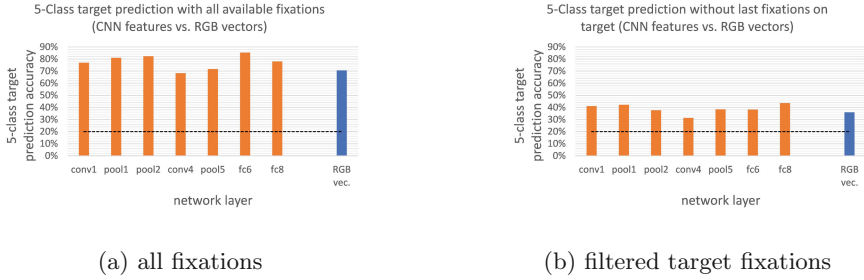 5-Class target prediction with all available fixations
(CNN features vs. RGB vectors)
5-class target
prediction accuracy
90%
80%
70%
60%
50%
40%
30%
20%
10%
0%
conv1 pool1 pool2 conv4 pool5 fc6 fc8 RGB
vec.
network layer
(a) all fixations
5-Class target prediction without last fixations on
target (CNN features vs. RGB vectors)
5-class target
prediction accuracy
90%
80%
70%
60%
50%
40%
30%
20%
10%
0%
conv1 pool1 pool2 conv4 pool5 fc6 fc8 RGB
vec.
network layer
(b) filtered target fixations